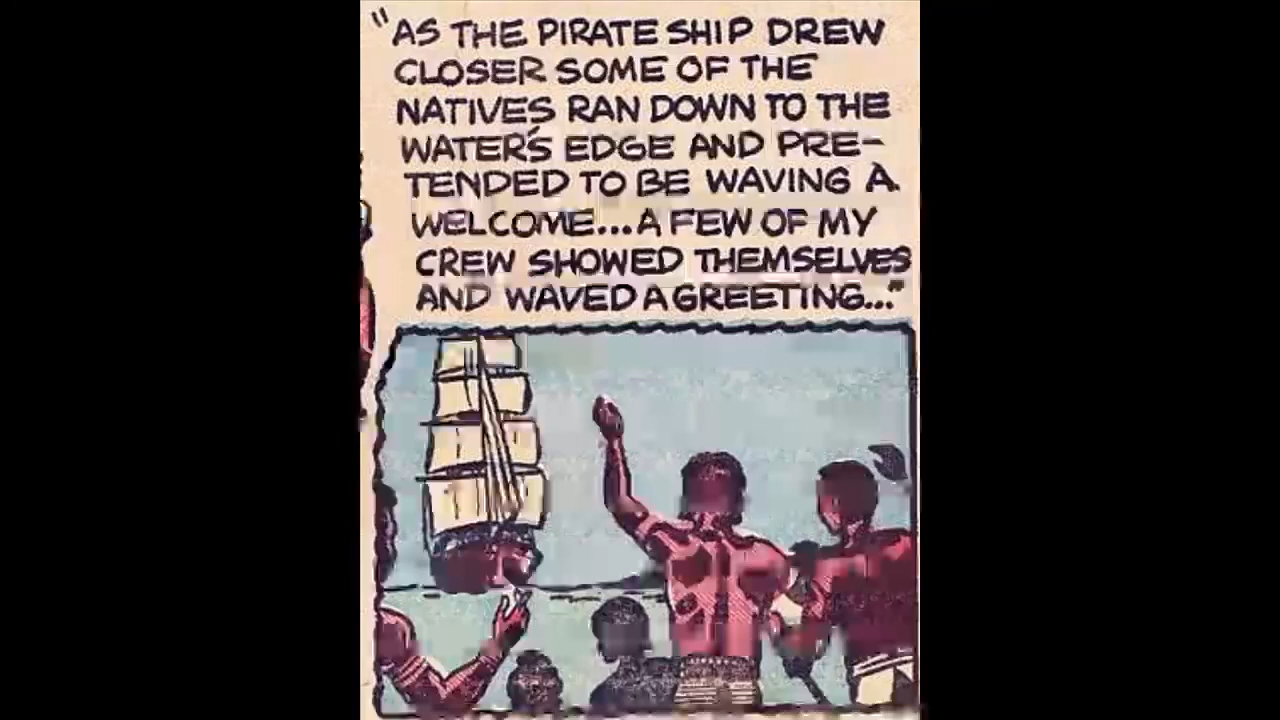 "AS THE PIRATE SHIP DREW
CLOSER SOME OF THE
NATIVES RAN DOWN TO THE
WATER'S EDGE AND PRE-
TENDED TO BE WAVING A
WELCOME...A FEW OF MY
CREW SHOWED THEMSELVES
AND WAVED A GREETING..."